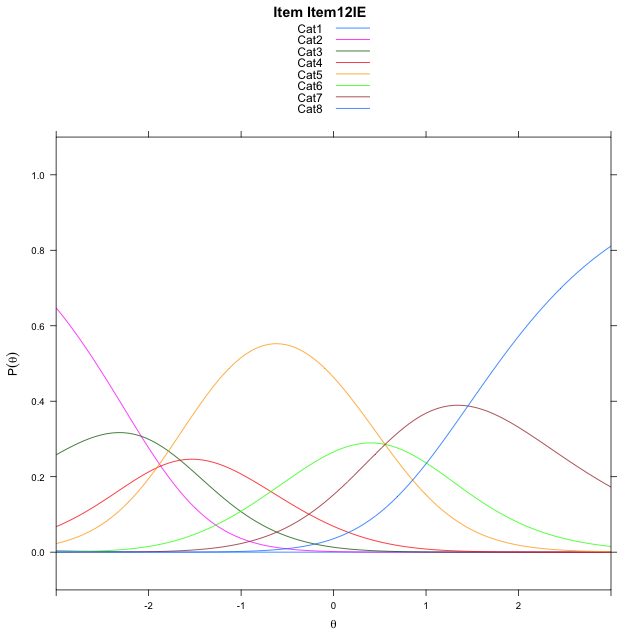 Item Item12IE
Cat1
Cat2
Cat3
Cat4
Cat5
Cat6
Cat7
Cat8
1.0
0.8
0.6
0.4
0.2
0.0
P(θ)
-2 -1 0 1 2
θ